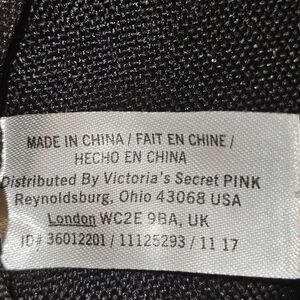 MADE IN CHINA / FAIT EN CHINE /
HECHO EN CHINA
Distributed By Victoria's Secret PINK
Reynoldsburg, Ohio 43068 USA
London WC2E 9BA, UK
ID# 36012201 / 11125293 / 11 17